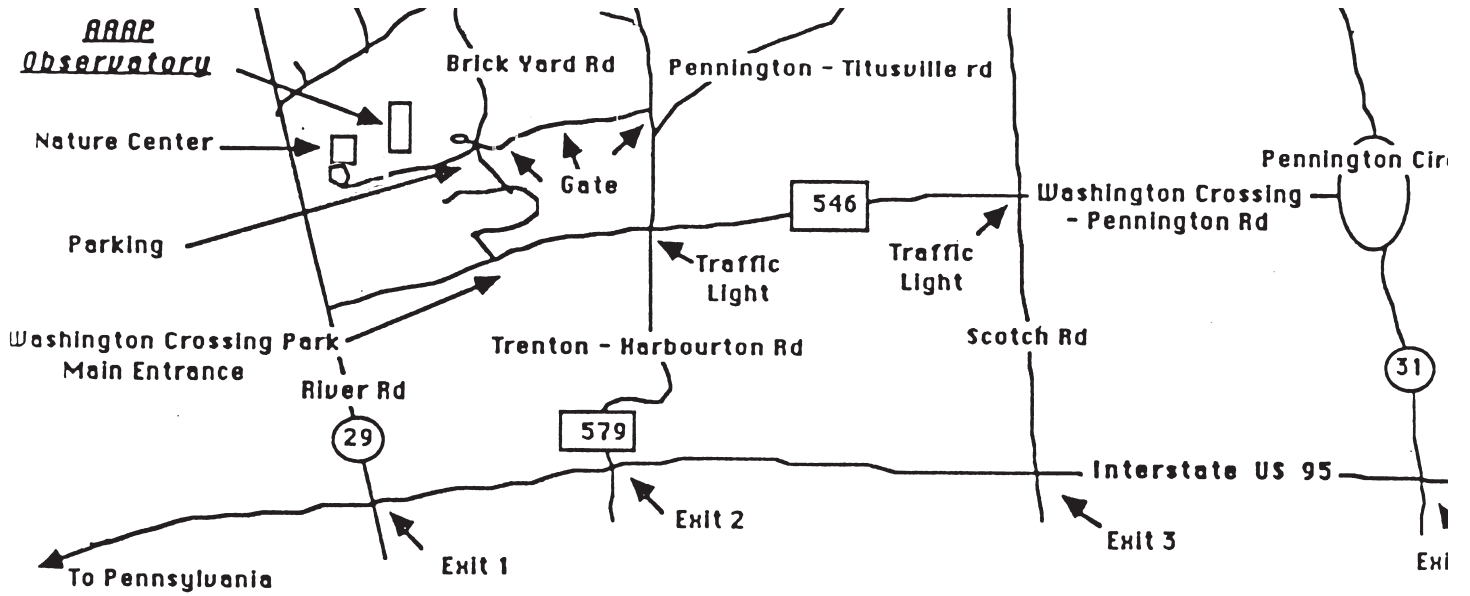 AAAP
Observatory
Brick Yard Rd
Pennington - Titusville rd
Nature Center
Gate
Pennington Cir
546
Washington Crossing
- Pennington Rd
Parking
Traffic
Light
Traffic
Light
Washington Crossing Park
Main Entrance
Trenton - Harbourton Rd
Scotch Rd
River Rd
31
29
579
Interstate US 95
Exit 2
Exit 3
Exit 1
Exi
To Pennsylvania